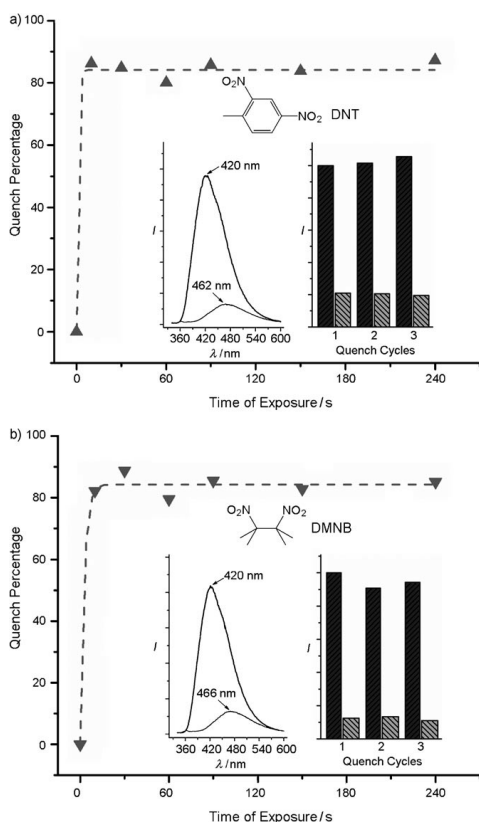 a)
100
80
60
40
20
0
Quench Percentage
O₂N
NO₂ DNT
420 nm
462 nm
I
360 420 480 540 600
λ / nm
I
1 2 3
Quench Cycles
0 60 120 180 240
Time of Exposure / s
b)
100
80
60
40
20
0
Quench Percentage
O₂N NO₂
DMNB
420 nm
466 nm
I
360 420 480 540 600
λ / nm
I
1 2 3
Quench Cycles
0 60 120 180 240
Time of Exposure / s